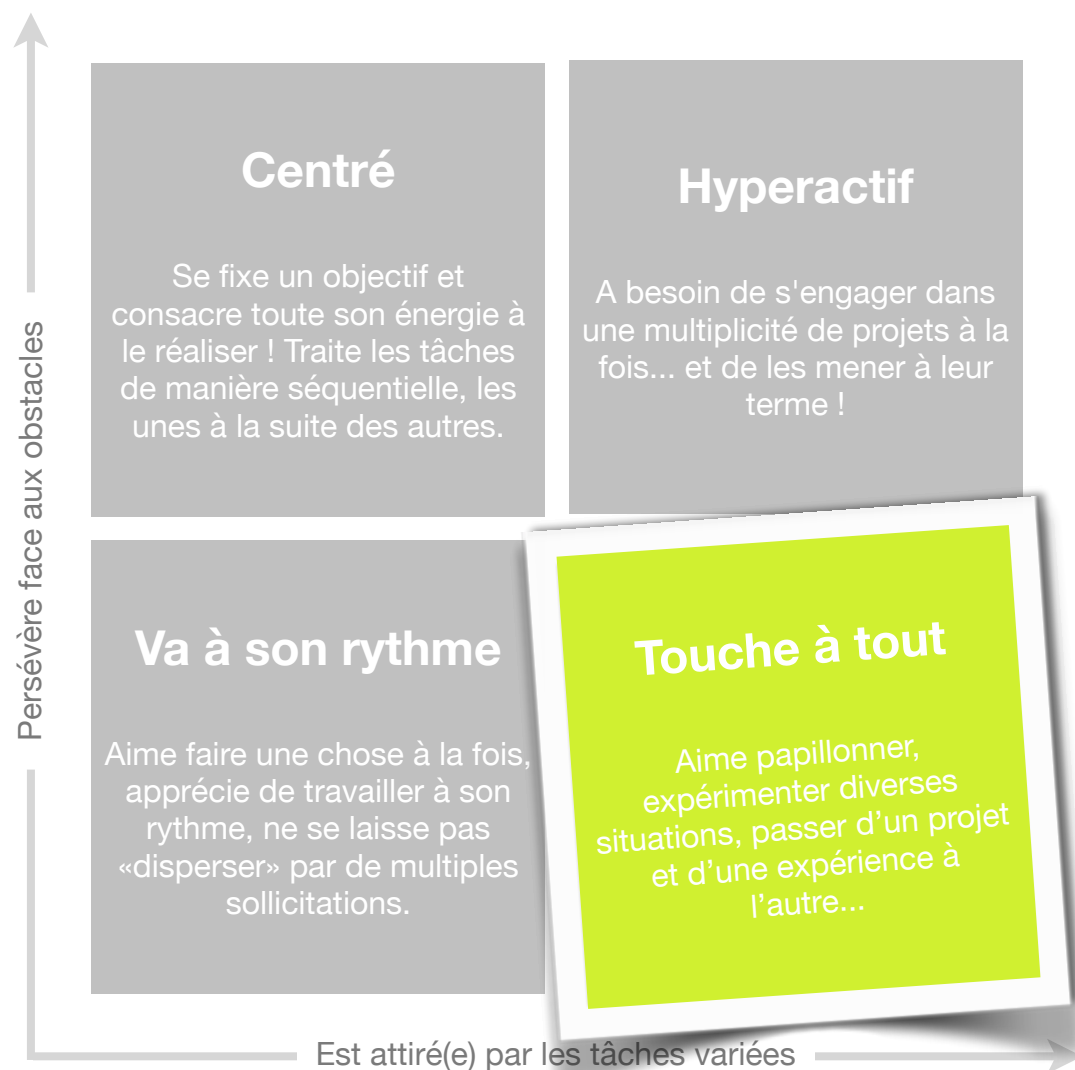 Centré
Se fixe un objectif et
consacre toute son énergie à
le réaliser ! Traite les tâches
de manière séquentielle, les
unes à la suite des autres.
Hyperactif
A besoin de s'engager dans
une multiplicité de projets à la
fois... et de les mener à leur
terme !
Persévère face aux obstacles
Va à son rythme
Aime faire une chose à la fois,
apprécie de travailler à son
rythme, ne se laisse pas
«disperser» par de multiples
sollicitations.
Touche à tout
Aime papillonner,
expérimenter diverses
situations, passer d’un projet
et d’une expérience à
l’autre...
Est attiré(e) par les tâches variées